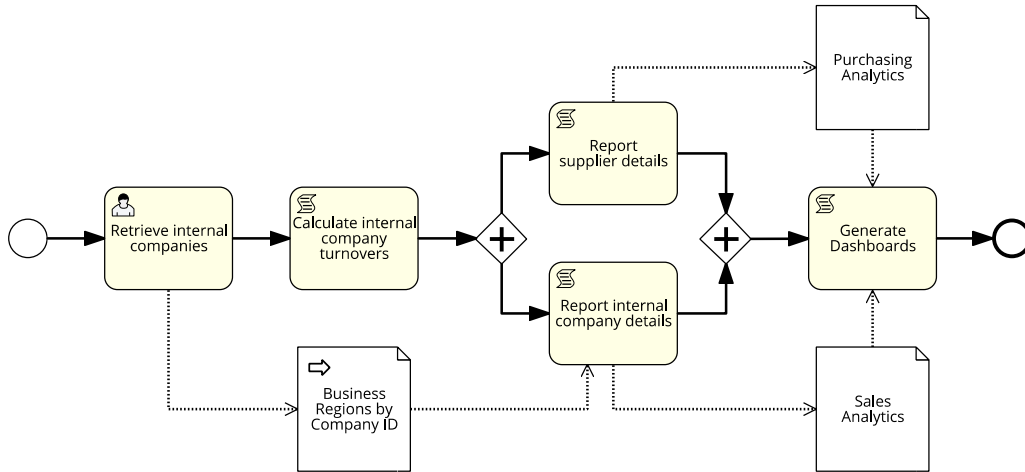 Purchasing
Analytics
Report
supplier details
Retrieve internal
companies
Calculate internal
company
turnovers
Generate
Dashboards
Report internal
company details
Business
Regions by
Company ID
Sales
Analytics